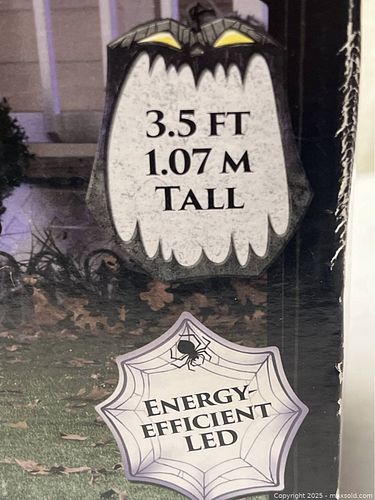 3.5 FT
1.07 M
TALL
ENERGY-
EFFICIENT
LED
Copyright 2025 - maxsold.com